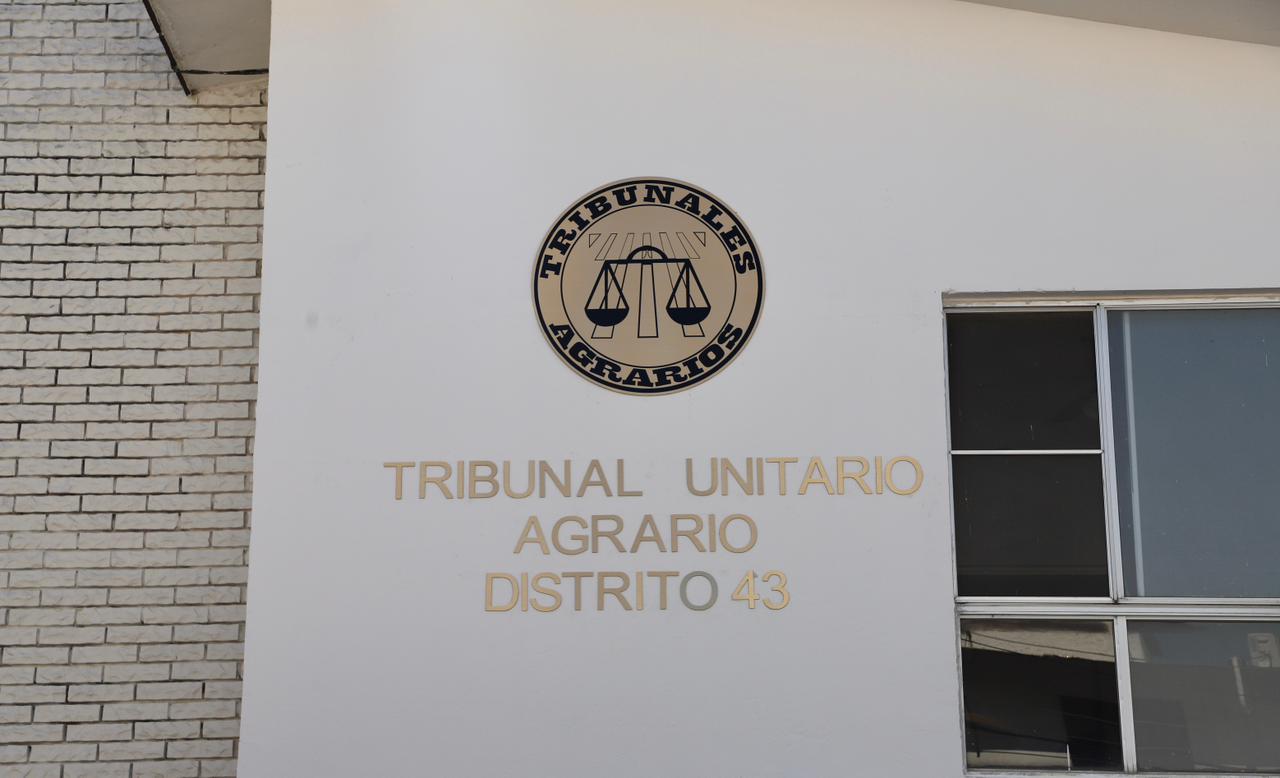 TRIBUNALES
AGRARIOS
TRIBUNAL UNITARIO
AGRARIO
DISTRITO 43